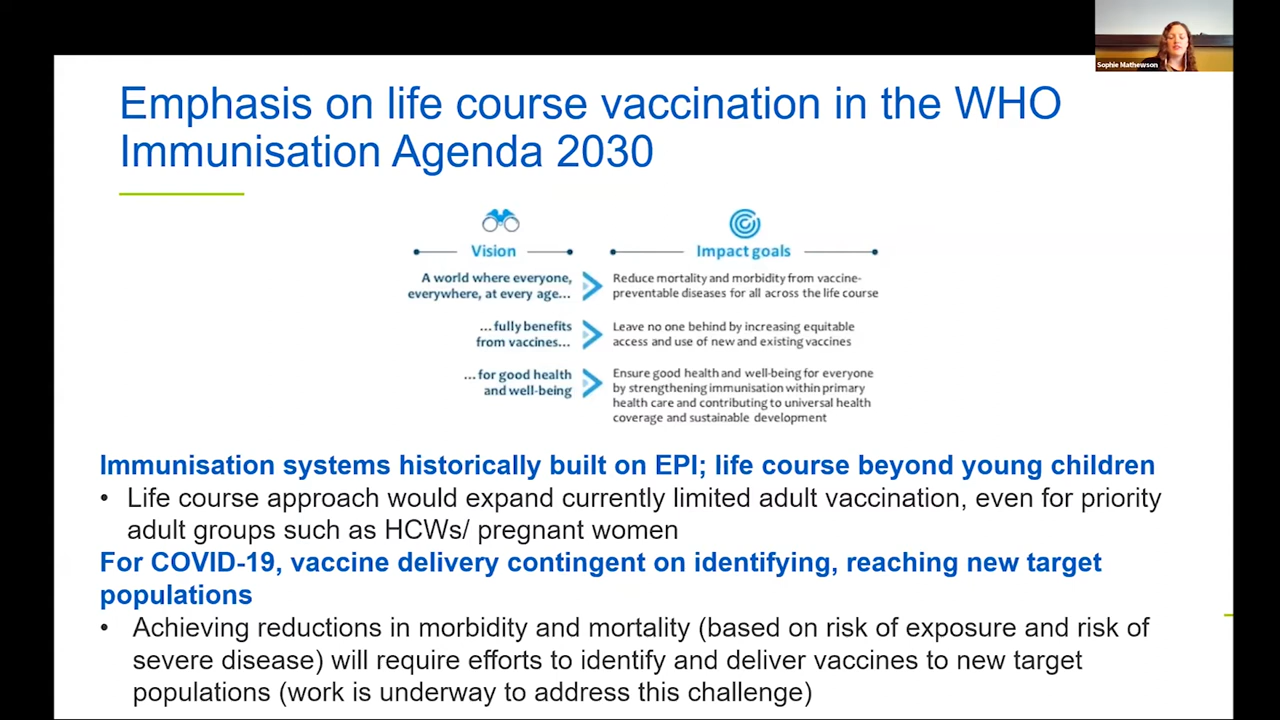 Sophie Mathewson
Emphasis on life course vaccination in the WHO
Immunisation Agenda 2030
Vision
Impact goals
A world where everyone,
everywhere, at every age...
Reduce mortality and morbidity from vaccine-
preventable diseases for all across the life course
...fully benefits
from vaccines...
Leave no one behind by increasing equitable
access and use of new and existing vaccines
...for good health
and well-being
Ensure good health and well-being for everyone
by strengthening immunisation within primary
health care and contributing to universal health
coverage and sustainable development
Immunisation systems historically built on EPI; life course beyond young children
• Life course approach would expand currently limited adult vaccination, even for priority
adult groups such as HCWs/ pregnant women
For COVID-19, vaccine delivery contingent on identifying, reaching new target
populations
• Achieving reductions in morbidity and mortality (based on risk of exposure and risk of
severe disease) will require efforts to identify and deliver vaccines to new target
populations (work is underway to address this challenge)